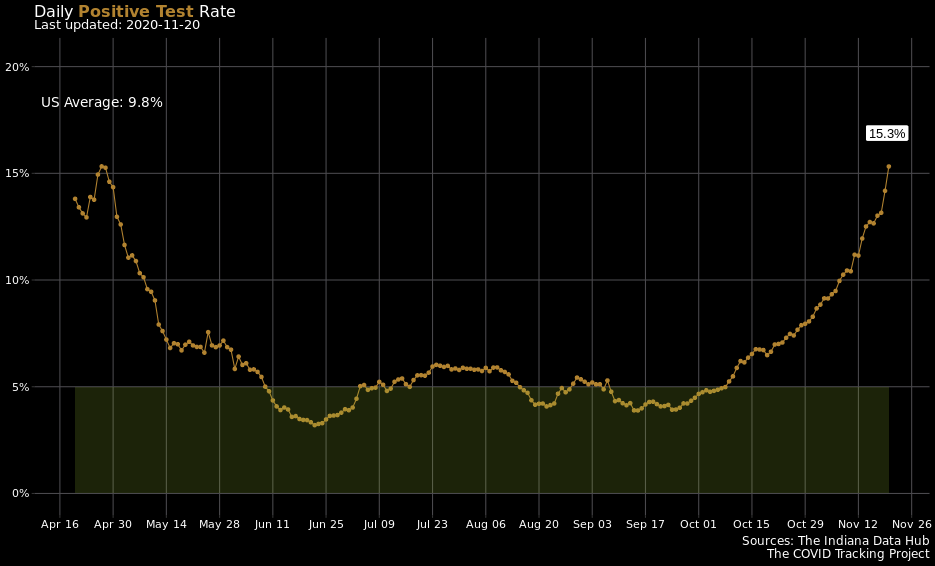 Daily Positive Test Rate
Last updated: 2020-11-20
20%
US Average: 9.8%
15.3%
15%
10%
5%
0%
Apr 16 Apr 30 May 14 May 28 Jun 11 Jun 25 Jul 09 Jul 23 Aug 06 Aug 20 Sep 03 Sep 17 Oct 01 Oct 15 Oct 29 Nov 12 Nov 26
Sources: The Indiana Data Hub
The COVID Tracking Project